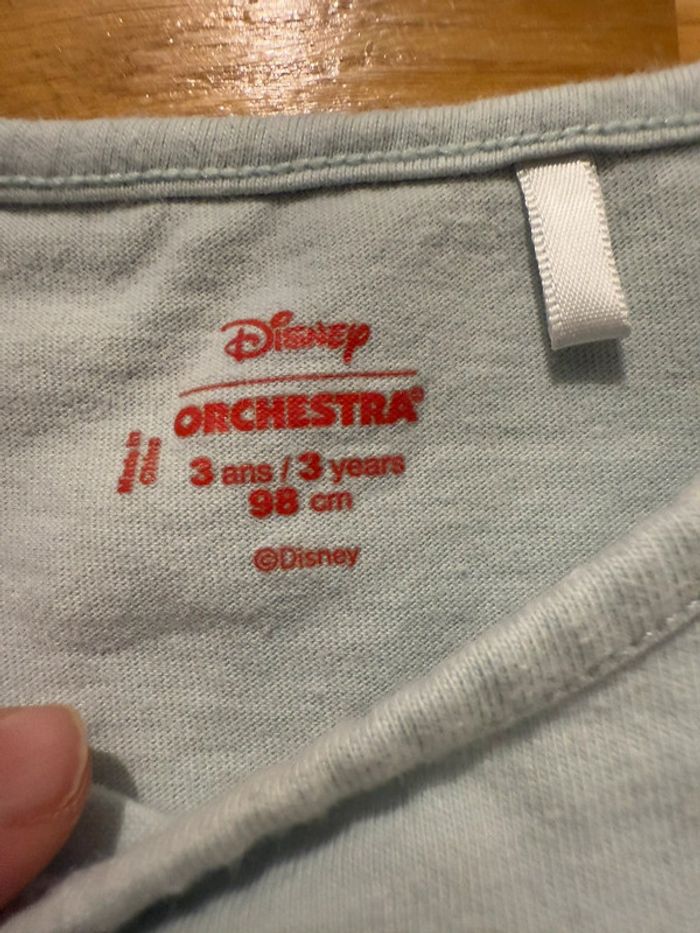 Disney
ORCHESTRA®
Made in
China
3 ans / 3 years
98 cm
©Disney